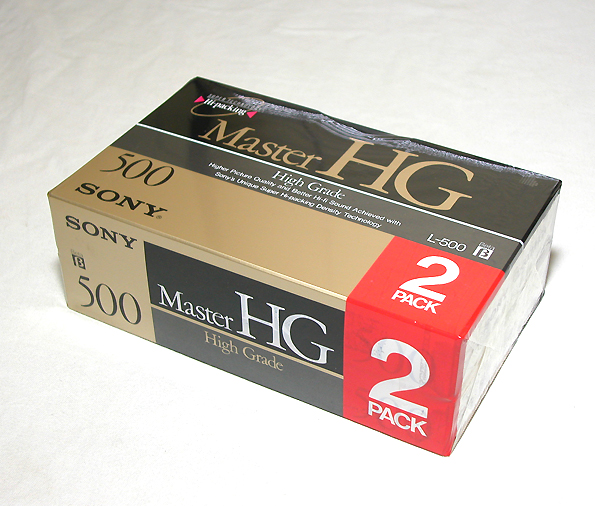 Hi-packing
Master HG
High Grade
Higher Picture Quality and Better Hi-fi Sound Achieved with
Sony's Unique Super Hi-packing Density Technology
500
SONY
L-500
Beta
B
2
PACK
SONY
B
500
Master HG
High Grade
2
PACK